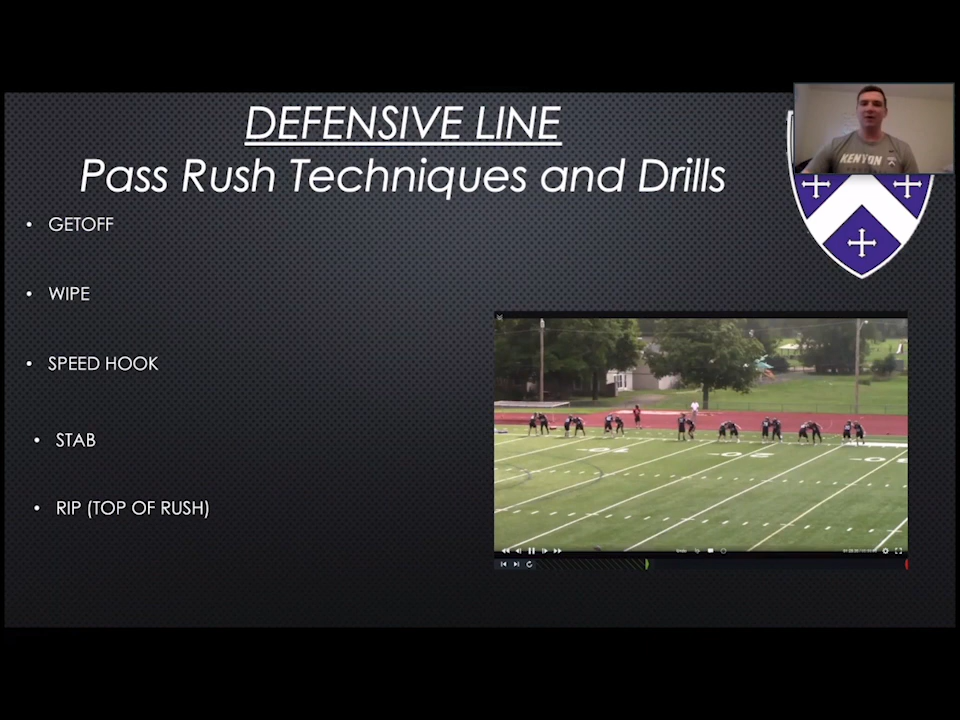 DEFENSIVE LINE
Pass Rush Techniques and Drills
KENYON
• GETOFF
• WIPE
• SPEED HOOK
• STAB
• RIP (TOP OF RUSH)